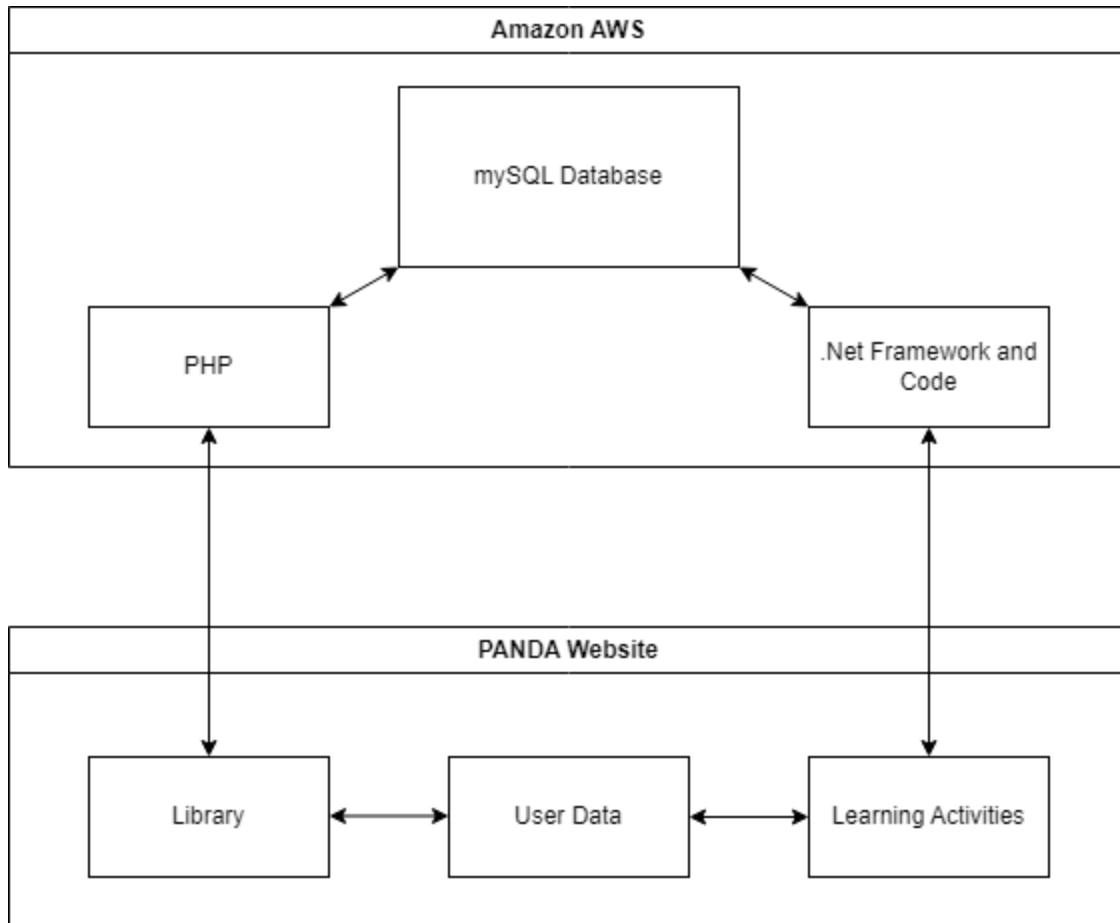 Amazon AWS
mySQL Database
PHP
.Net Framework and
Code
PANDA Website
Library
User Data
Learning Activities